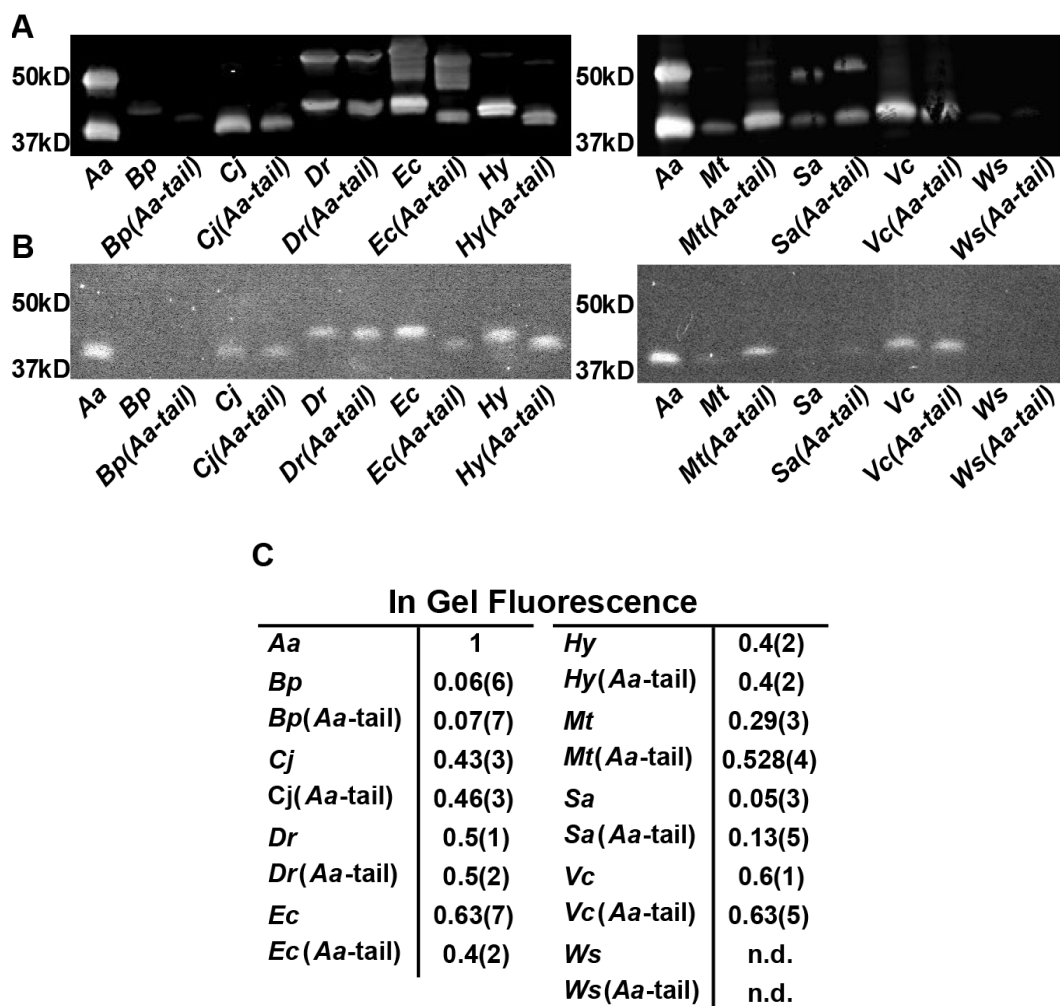 A
50kD
37kD
Aa
Bp
Bp(Aa-tail)
Cj
Cj(Aa-tail)
Dr
Dr(Aa-tail)
Ec
Ec(Aa-tail)
Hy
Hy(Aa-tail)
50kD
37kD
Aa
Mt
Mt(Aa-tail)
Sa
Sa(Aa-tail)
Vc
Vc(Aa-tail)
Ws
Ws(Aa-tail)
B
50kD
37kD
Aa
Bp
Bp(Aa-tail)
Cj
Cj(Aa-tail)
Dr
Dr(Aa-tail)
Ec
Ec(Aa-tail)
Hy
Hy(Aa-tail)
50kD
37kD
Aa
Mt
Mt(Aa-tail)
Sa
Sa(Aa-tail)
Vc
Vc(Aa-tail)
Ws
Ws(Aa-tail)
C
In Gel Fluorescence
Aa 1 Hy 0.4(2)
Bp 0.06(6) Hy(Aa-tail) 0.4(2)
Bp(Aa-tail) 0.07(7) Mt 0.29(3)
Cj 0.43(3) Mt(Aa-tail) 0.528(4)
Cj(Aa-tail) 0.46(3) Sa 0.05(3)
Dr 0.5(1) Sa(Aa-tail) 0.13(5)
Dr(Aa-tail) 0.5(2) Vc 0.6(1)
Ec 0.63(7) Vc(Aa-tail) 0.63(5)
Ec(Aa-tail) 0.4(2) Ws n.d.
Ws(Aa-tail) n.d.